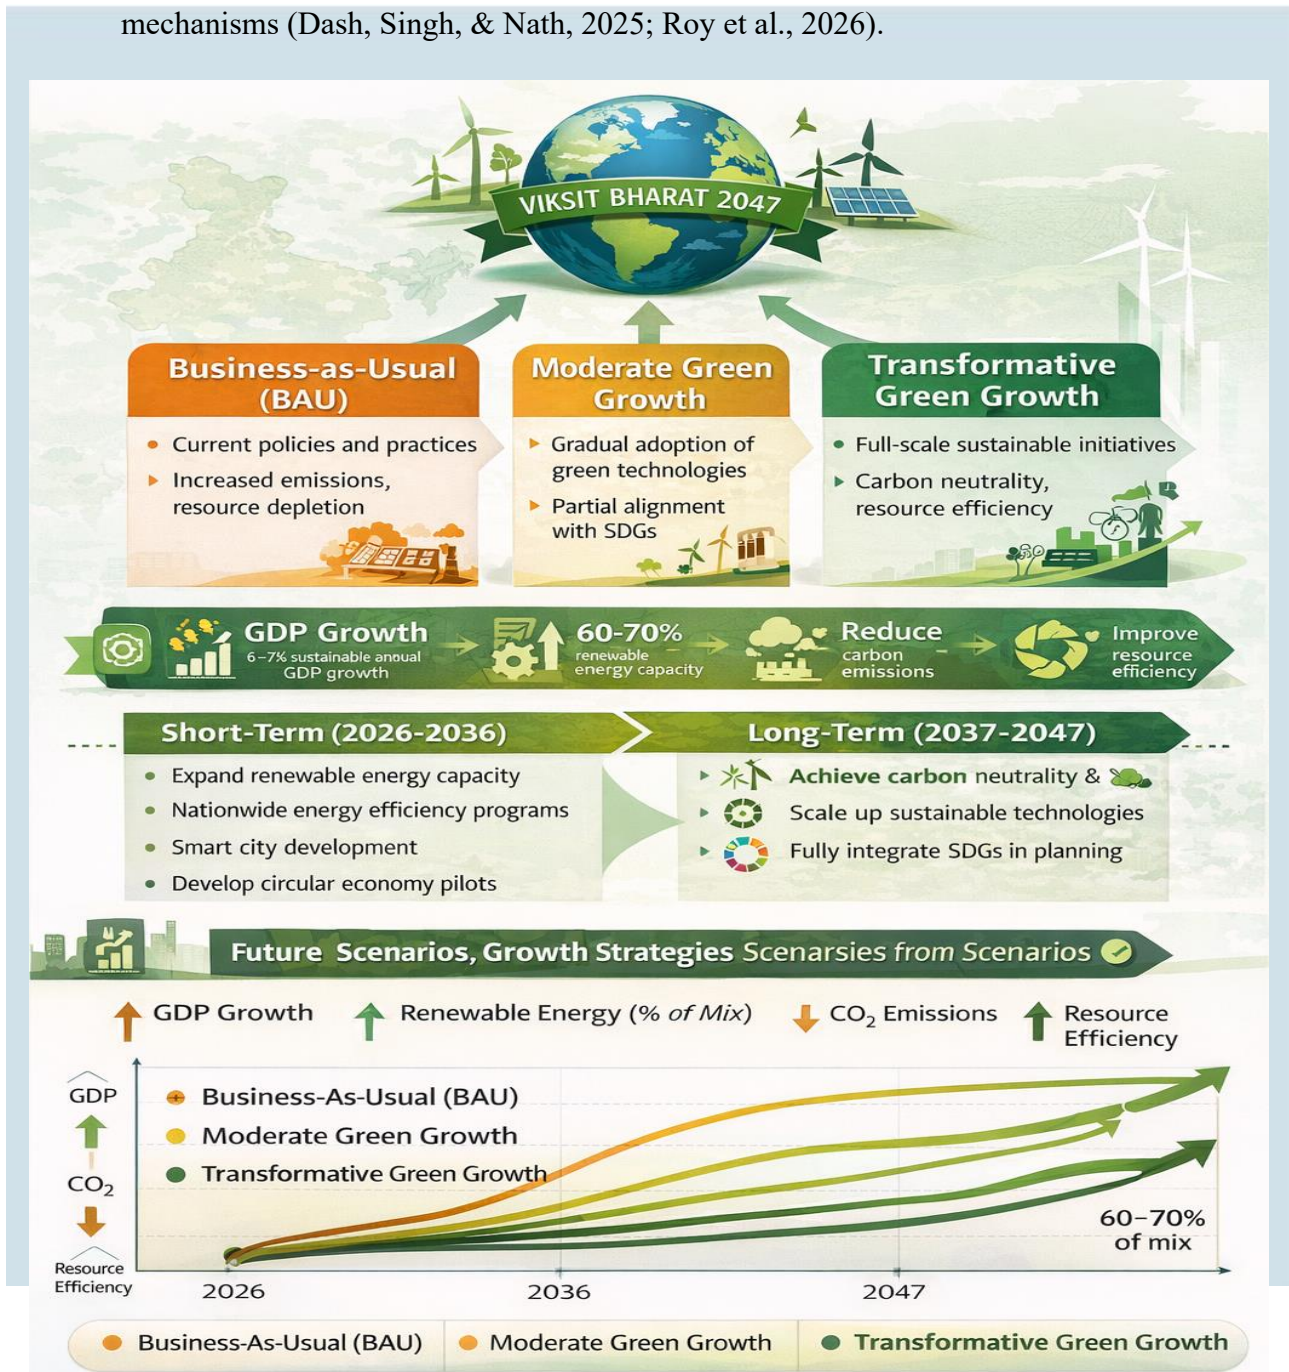 mechanisms (Dash, Singh, & Nath, 2025; Roy et al., 2026).
VIKSIT BHARAT 2047
Business-as-Usual
(BAU)
Current policies and practices
Increased emissions,
resource depletion
Moderate Green
Growth
Gradual adoption of
green technologies
Partial alignment
with SDGs
Transformative
Green Growth
Full-scale sustainable initiatives
Carbon neutrality,
resource efficiency
GDP Growth
6–7% sustainable annual
GDP growth
60-70%
renewable
energy capacity
Reduce
carbon
emissions
Improve
resource
efficiency
Short-Term (2026-2036)
Expand renewable energy capacity
Nationwide energy efficiency programs
Smart city development
Develop circular economy pilots
Long-Term (2037-2047)
Achieve carbon neutrality &
Scale up sustainable technologies
Fully integrate SDGs in planning
Future Scenarios, Growth Strategies Scenarsies from Scenarios
GDP Growth
Renewable Energy (% of Mix)
CO₂ Emissions
Resource
Efficiency
GDP
CO₂
Resource
Efficiency
Business-As-Usual (BAU)
Moderate Green Growth
Transformative Green Growth
60–70%
of mix
2026 2036 2047
Business-As-Usual (BAU) Moderate Green Growth Transformative Green Growth